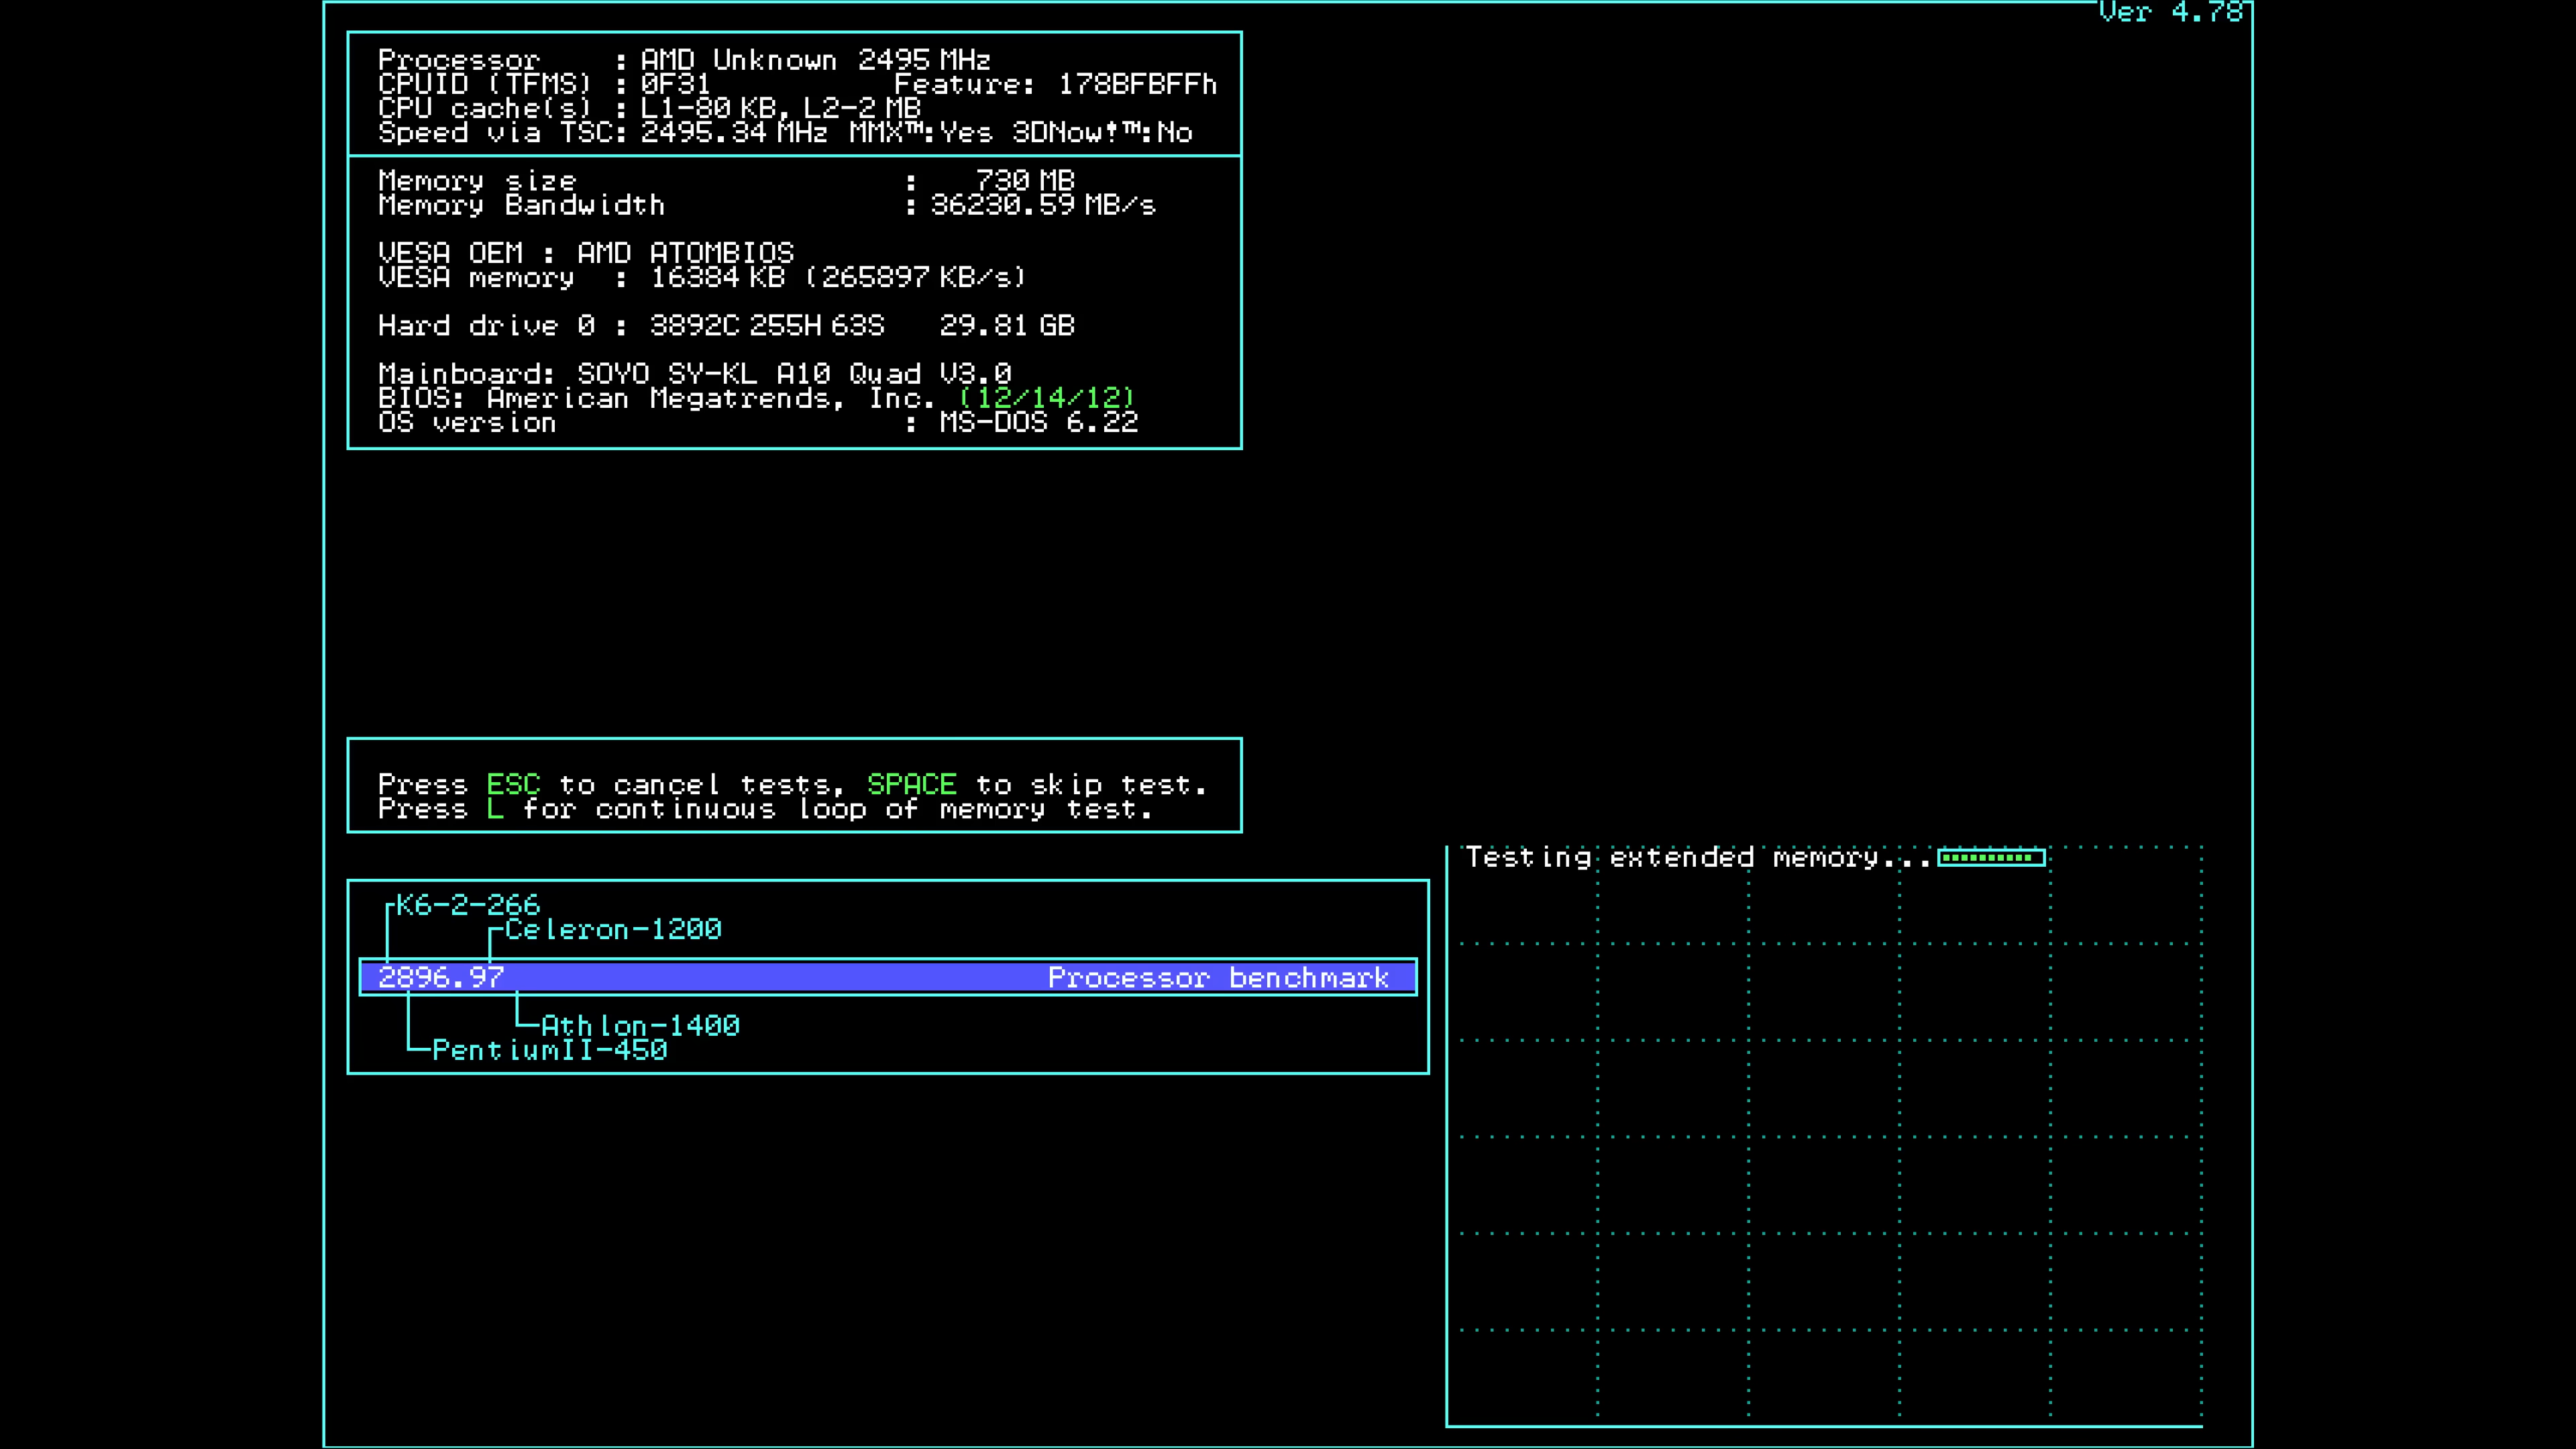 Ver 4.78
Processor : AMD Unknown 2495 MHz
CPUID (TFMS) : 0F31 Feature: 178BFBFFh
CPU cache(s) : L1-80 KB, L2-2 MB
Speed via TSC: 2495.34 MHz MMX™:Yes 3DNow!™:No
Memory size : 730 MB
Memory Bandwidth : 36230.59 MB/s
VESA OEM : AMD ATOMBIOS
VESA memory : 16384 KB (265897 KB/s)
Hard drive 0 : 3892C 255H 63S 29.81 GB
Mainboard: SOYO SY-KL A10 Quad V3.0
BIOS: American Megatrends, Inc. (12/14/12)
OS version : MS-DOS 6.22
Press ESC to cancel tests, SPACE to skip test.
Press L for continuous loop of memory test.
Testing extended memory...
K6-2-266
Celeron-1200
2896.97 Processor benchmark
Athlon-1400
PentiumII-450